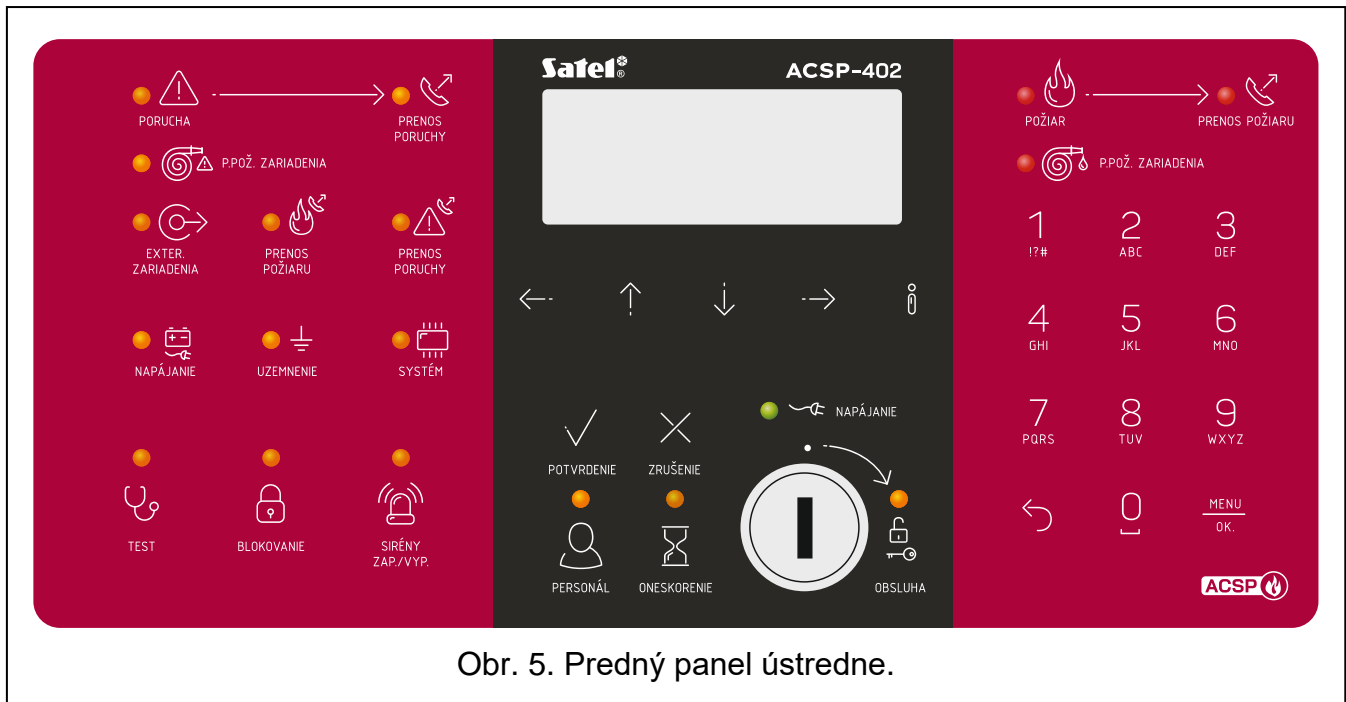 Satel®
ACSP-402
PORUCHA
PRENOS
PORUCHY
P.POŽ. ZARIADENIA
EXTER.
ZARIADENIA
PRENOS
POŽIARU
PRENOS
PORUCHY
NAPÁJANIE
UZEMNENIE
SYSTÉM
TEST
BLOKOVANIE
SIRÉNY
ZAP./VYP.
POTVRDENIE
ZRUŠENIE
NAPÁJANIE
PERSONÁL
ONESKORENIE
OBSLUHA
POŽIAR
PRENOS POŽIARU
P.POŽ. ZARIADENIA
1
!?#
2
ABC
3
DEF
4
GHI
5
JKL
6
MNO
7
PQRS
8
TUV
9
WXYZ
0
MENU
OK.
ACSP
Obr. 5. Predný panel ústredne.